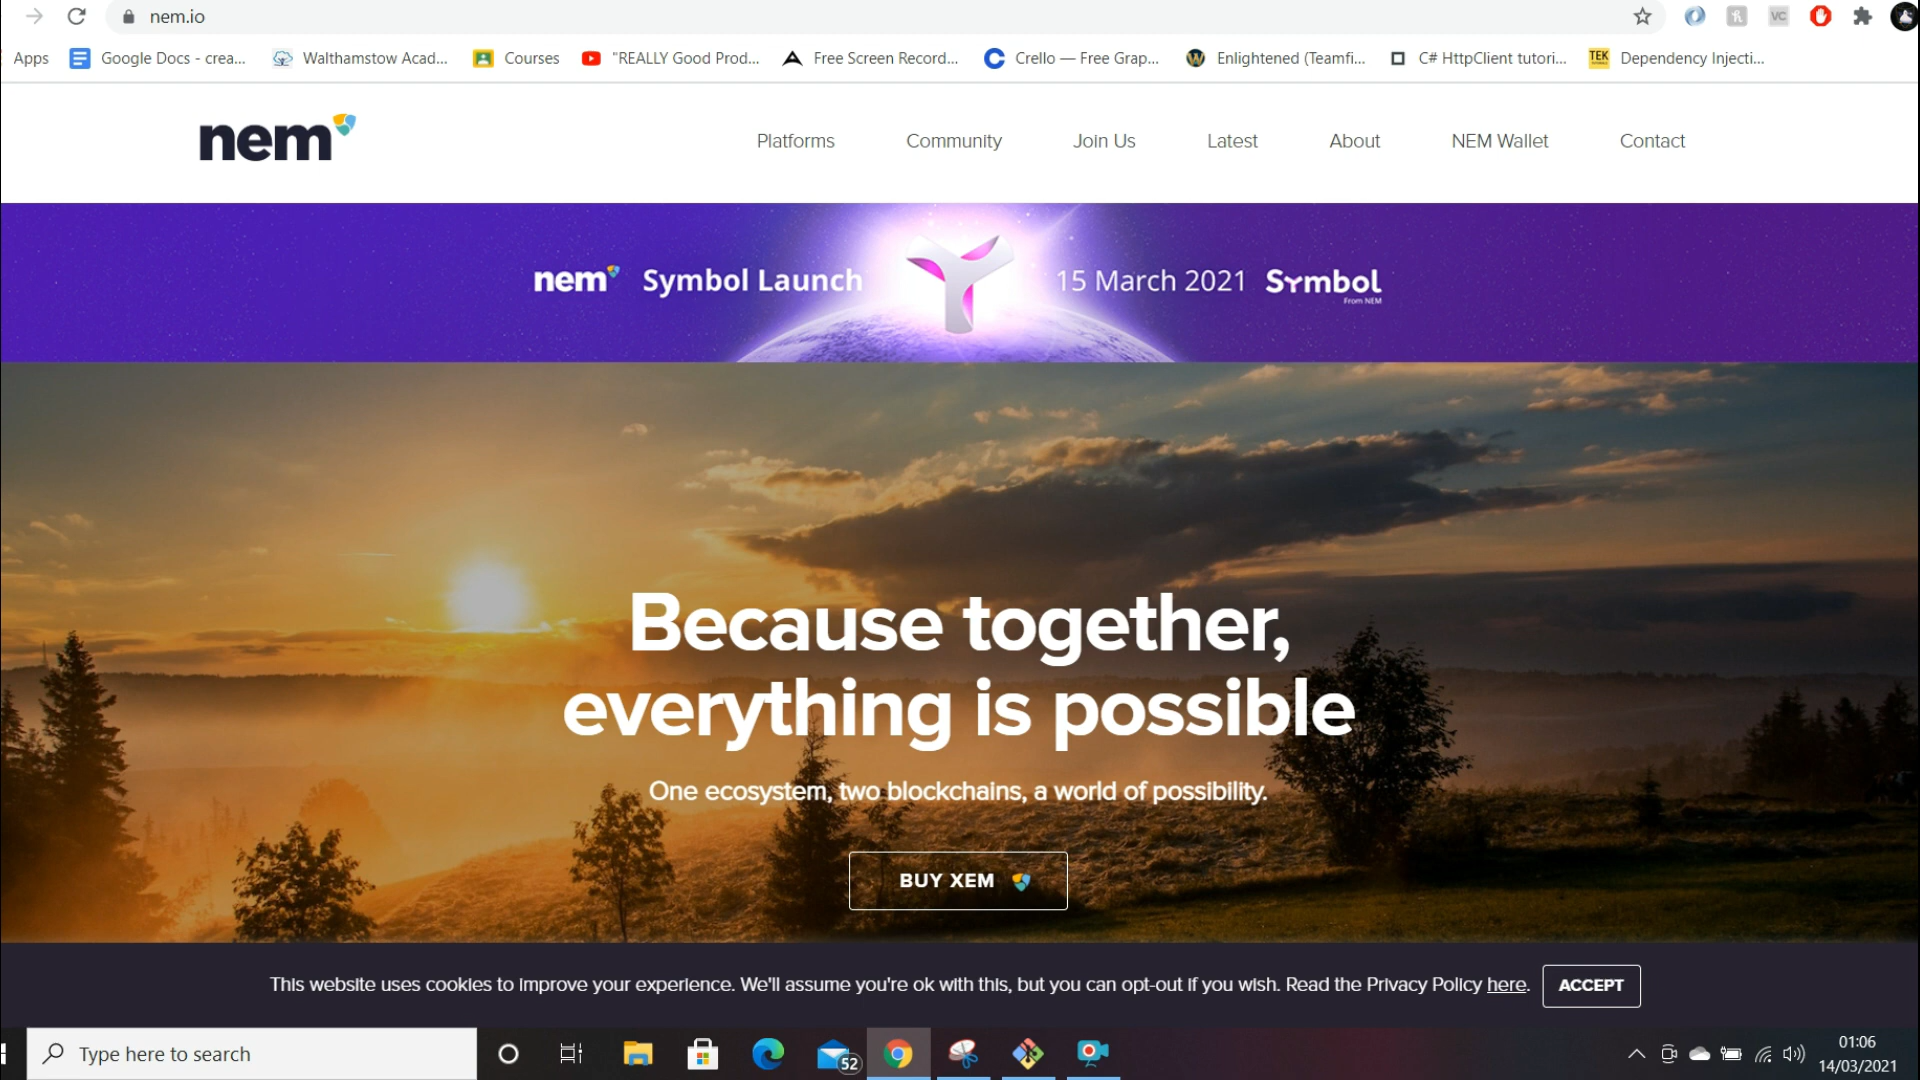 nem.io
VC
Apps
Google Docs - crea...
Walthamstow Acad...
Courses
"REALLY Good Prod...
Free Screen Record...
Crello — Free Grap...
Enlightened (Teamfi...
C# HttpClient tutori...
TEK
Dependency Injecti...
nem
Platforms
Community
Join Us
Latest
About
NEM Wallet
Contact
nem Symbol Launch
15 March 2021 Symbol
From NEM
Because together,
everything is possible
One ecosystem, two blockchains, a world of possibility.
BUY XEM
This website uses cookies to improve your experience. We'll assume you're ok with this, but you can opt-out if you wish. Read the Privacy Policy here.
ACCEPT
Type here to search
52
01:06
14/03/2021